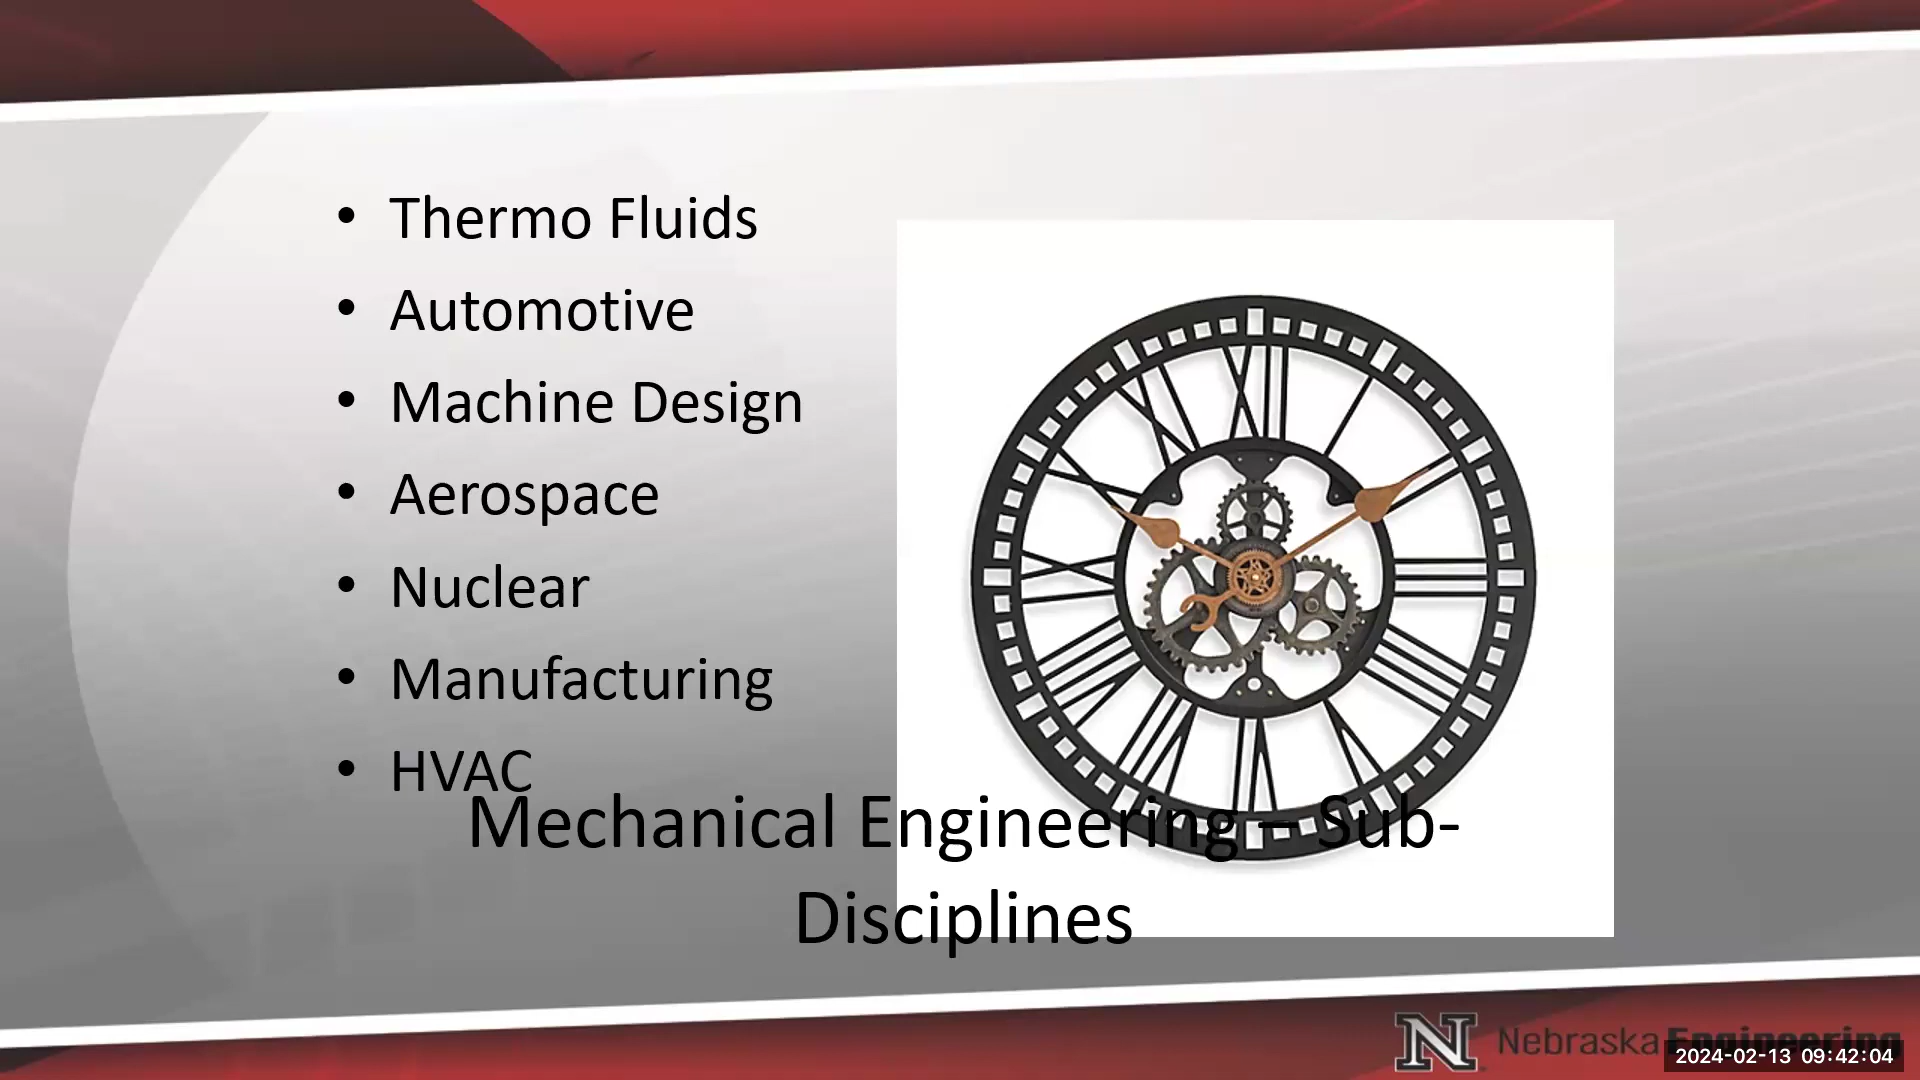 • Thermo Fluids
• Automotive
• Machine Design
• Aerospace
• Nuclear
• Manufacturing
• HVAC
Mechanical Engineering – Sub-
Disciplines
N Nebraska Engineering
2024-02-13 09:42:04